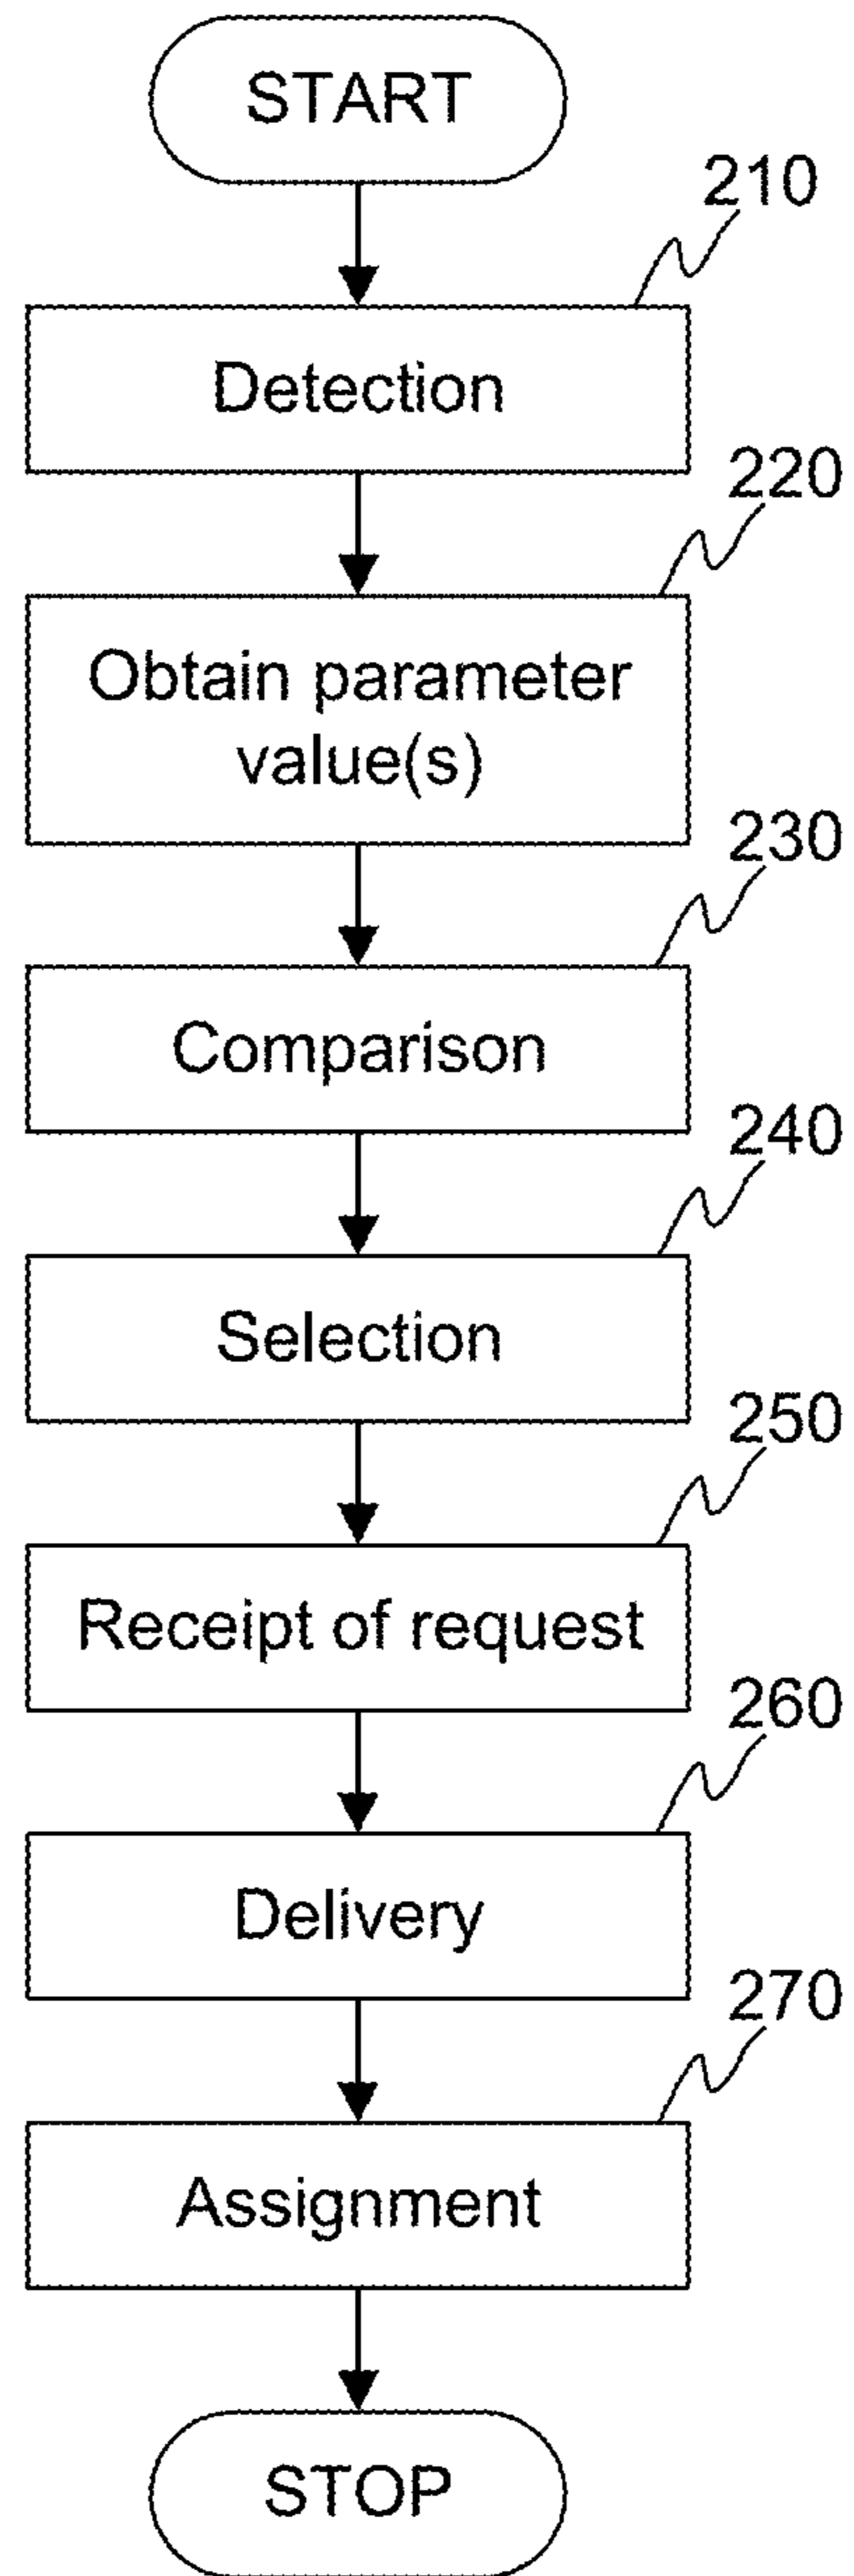 START
210
Detection
220
Obtain parameter
value(s)
230
Comparison
240
Selection
250
Receipt of request
260
Delivery
270
Assignment
STOP